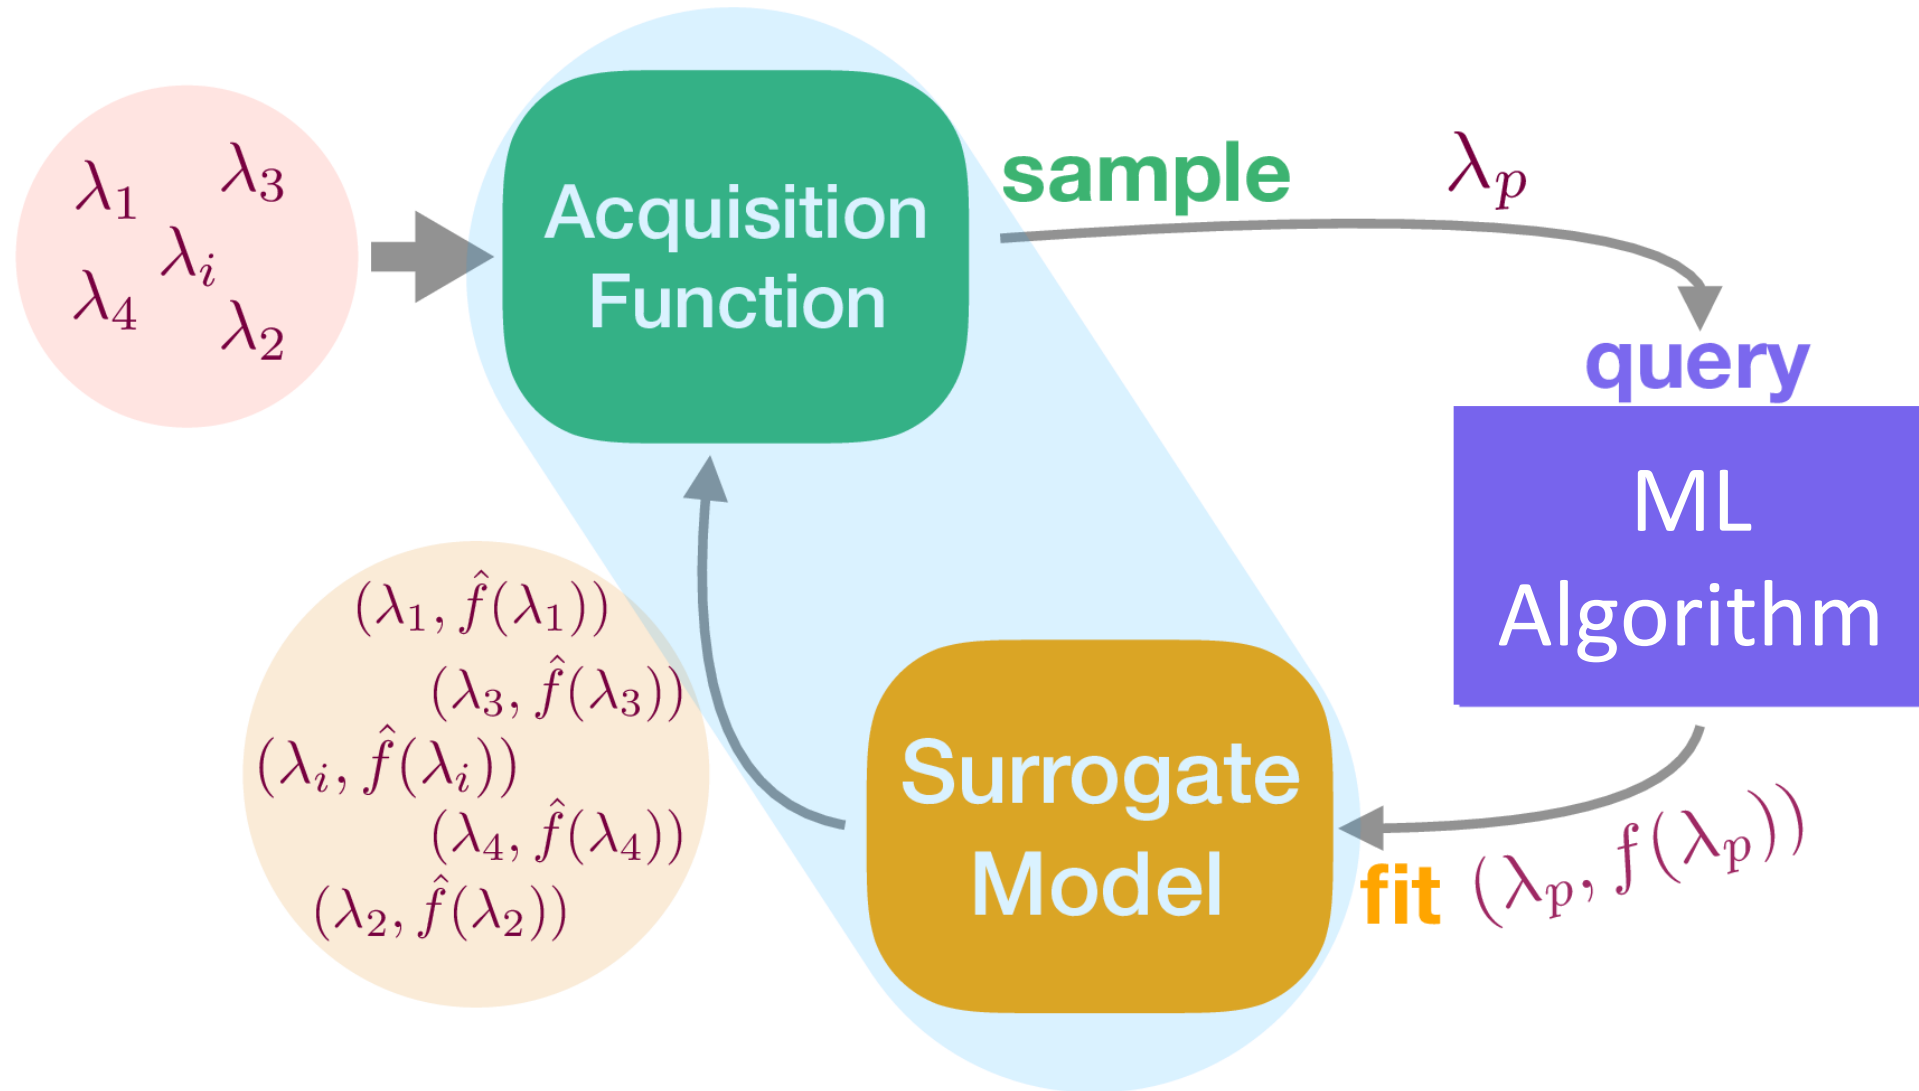 λ₁ λ₃
λᵢ
λ₄ λ₂
Acquisition
Function
sample λₚ
query
ML
Algorithm
(λ₁, f̂(λ₁))
(λ₃, f̂(λ₃))
(λᵢ, f̂(λᵢ))
(λ₄, f̂(λ₄))
(λ₂, f̂(λ₂))
Surrogate
Model
fit (λₚ, f(λₚ))